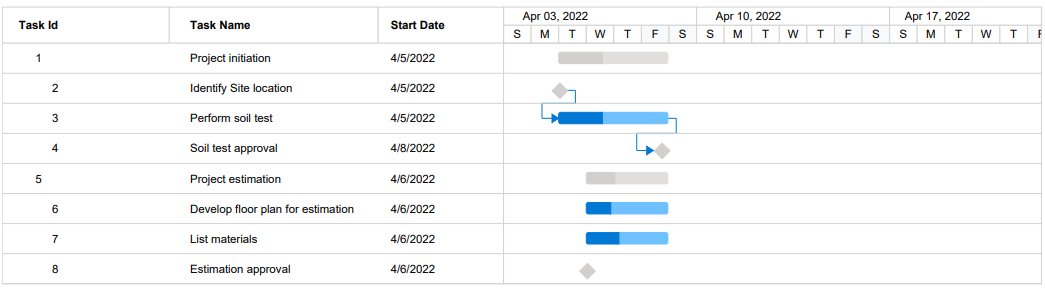 Task Id Task Name Start Date Apr 03, 2022 Apr 10, 2022 Apr 17, 2022
S M T W T F S S M T W T F S S M T W T F
1 Project initiation 4/5/2022
2 Identify Site location 4/5/2022
3 Perform soil test 4/5/2022
4 Soil test approval 4/8/2022
5 Project estimation 4/6/2022
6 Develop floor plan for estimation 4/6/2022
7 List materials 4/6/2022
8 Estimation approval 4/6/2022